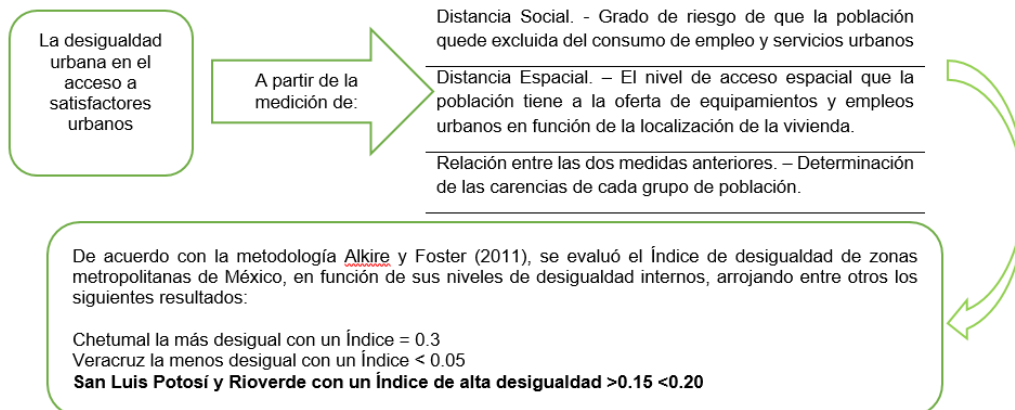 La desigualdad
urbana en el
acceso a
satisfactores
urbanos
A partir de la
medición de:
Distancia Social. - Grado de riesgo de que la población
quede excluida del consumo de empleo y servicios urbanos
Distancia Espacial. – El nivel de acceso espacial que la
población tiene a la oferta de equipamientos y empleos
urbanos en función de la localización de la vivienda.
Relación entre las dos medidas anteriores. – Determinación
de las carencias de cada grupo de población.
De acuerdo con la metodología Alkire y Foster (2011), se evaluó el Índice de desigualdad de zonas
metropolitanas de México, en función de sus niveles de desigualdad internos, arrojando entre otros los
siguientes resultados:
Chetumal la más desigual con un Índice = 0.3
Veracruz la menos desigual con un Índice < 0.05
San Luis Potosí y Rioverde con un Índice de alta desigualdad >0.15 <0.20